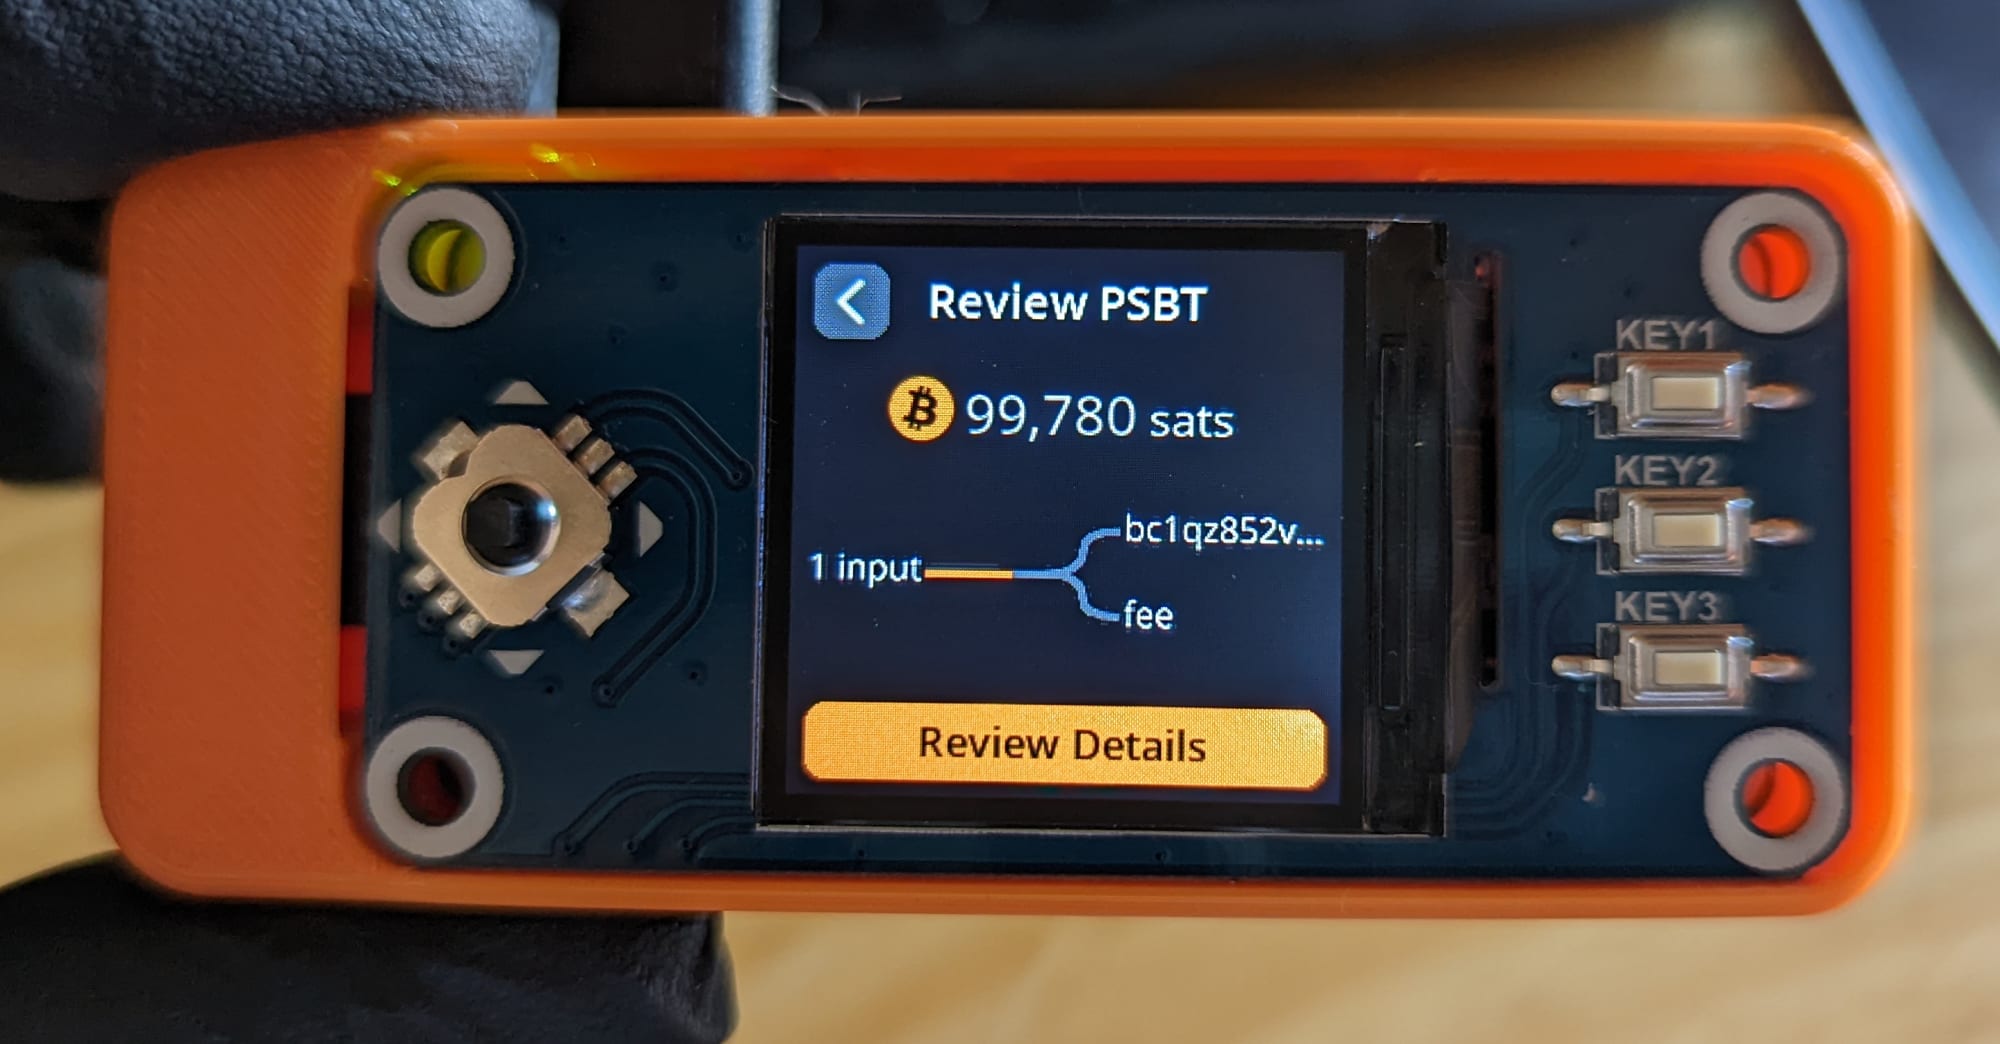 Review PSBT
99,780 sats
bc1qz852v...
1 input
fee
Review Details
KEY1
KEY2
KEY3